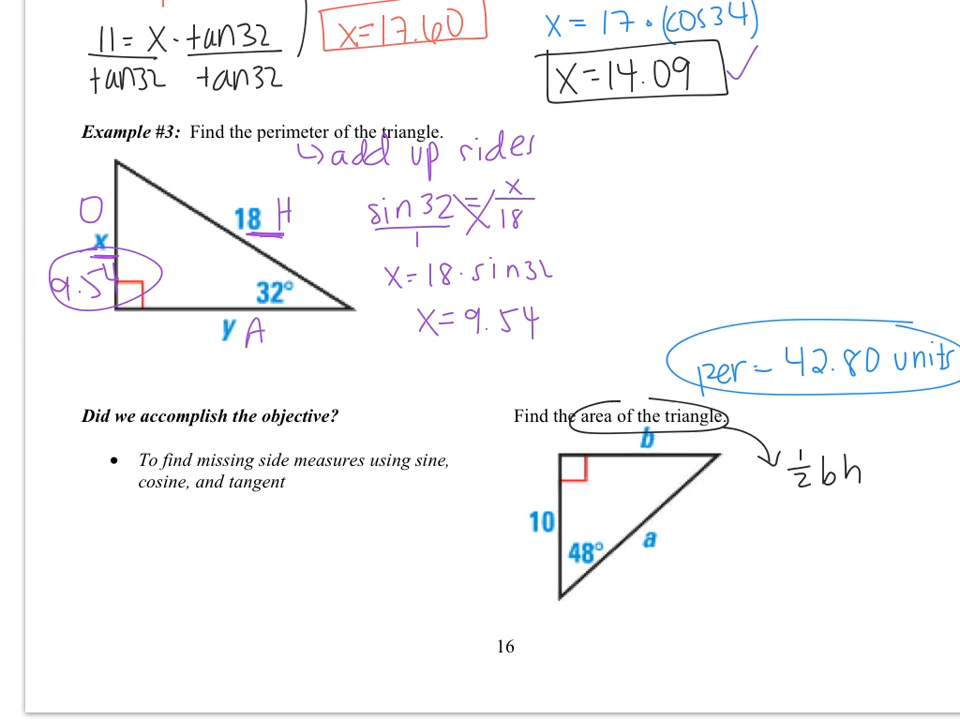 11 = x · tan32
tan32 tan32
x=17.60
x = 17 · (cos34)
x=14.09
Example #3: Find the perimeter of the triangle.
↳ add up sides
O
18 H
x
9.54
32°
y A
sin32 = x
1 18
x=18·sin32
x=9.54
per= 42.80 units
Did we accomplish the objective?
• To find missing side measures using sine,
cosine, and tangent
Find the area of the triangle.
b
½ bh
10
48°
a
16